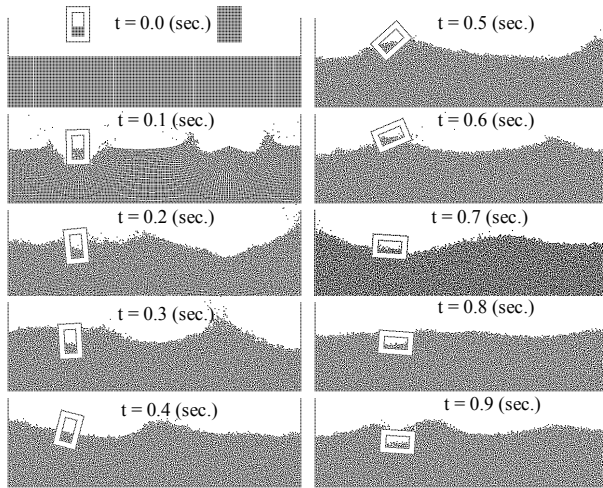 t = 0.0 (sec.)
t = 0.1 (sec.)
t = 0.2 (sec.)
t = 0.3 (sec.)
t = 0.4 (sec.)
t = 0.5 (sec.)
t = 0.6 (sec.)
t = 0.7 (sec.)
t = 0.8 (sec.)
t = 0.9 (sec.)